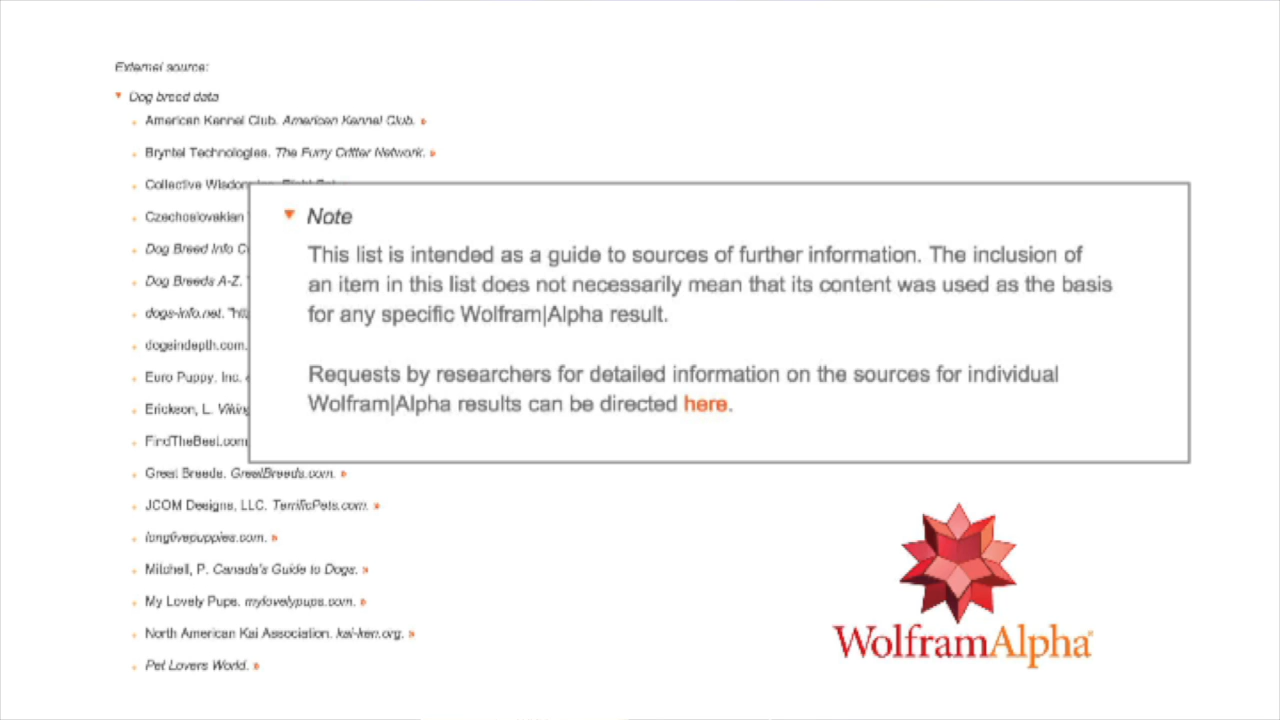 External source:
Dog breed data
American Kennel Club. American Kennel Club. »
Bryntel Technologies. The Furry Critter Network. »
Collective Wisdom
Czechoslovakian
Dog Breed Info
Dog Breeds A-Z.
dogs-info.net.
dogsindepth.com.
Euro Puppy, Inc.
Erickson, L.
FindTheBest.com
Great Breeds. GreatBreeds.com. »
JCOM Designs, LLC. TerrificPets.com. »
longlivepuppies.com. »
Mitchell, P. Canada's Guide to Dogs. »
My Lovely Pups. mylovelypups.com. »
North American Kai Association. kai-ken.org. »
Pet Lovers World. »
Note
This list is intended as a guide to sources of further information. The inclusion of
an item in this list does not necessarily mean that its content was used as the basis
for any specific Wolfram|Alpha result.
Requests by researchers for detailed information on the sources for individual
Wolfram|Alpha results can be directed here.
WolframAlpha